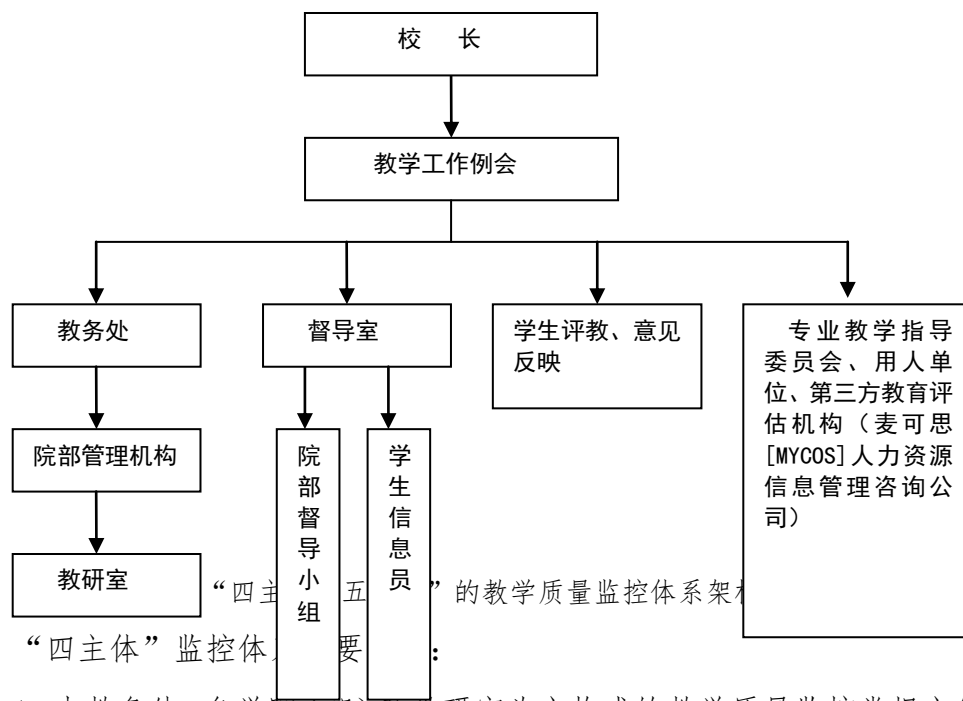 校 长
教学工作例会
教务处
督导室
学生评教、意见
反映
专业教学指导
委员会、用人单
位、第三方教育评
估机构（麦可思
[MYCOS]人力资源
信息管理咨询公
司）
院部管理机构
院部督导小组
学生信息员
教研室
“四主 五 ”的教学质量监控体系架
“四主体”监控体 要 ：